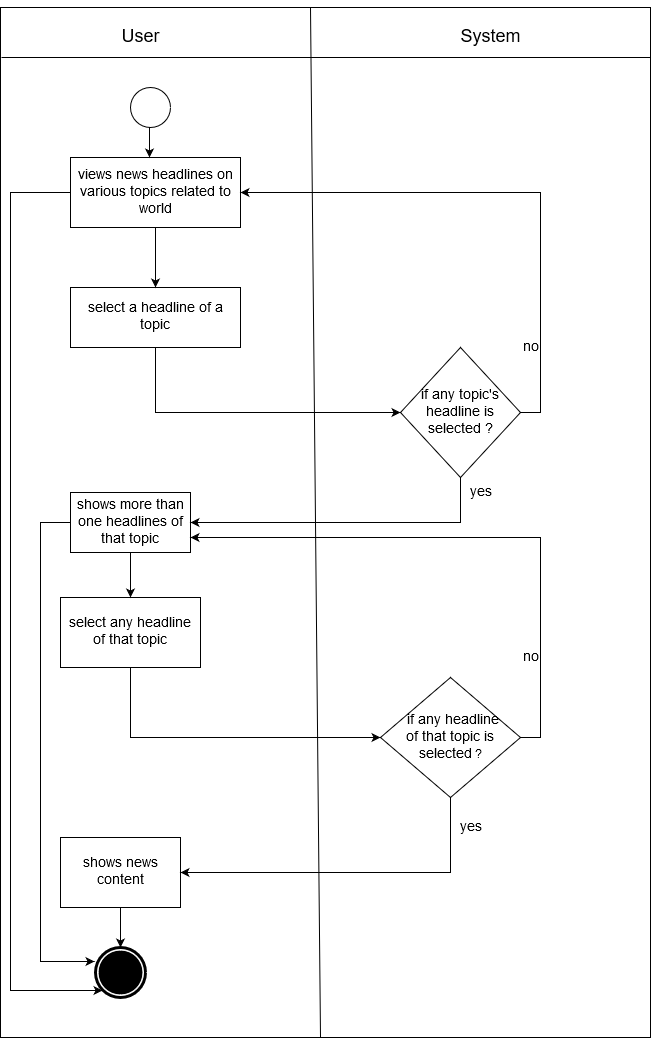 User
System
views news headlines on
various topics related to
world
select a headline of a
topic
no
if any topic's
headline is
selected ?
yes
shows more than
one headlines of
that topic
select any headline
of that topic
no
if any headline
of that topic is
selected ?
yes
shows news
content